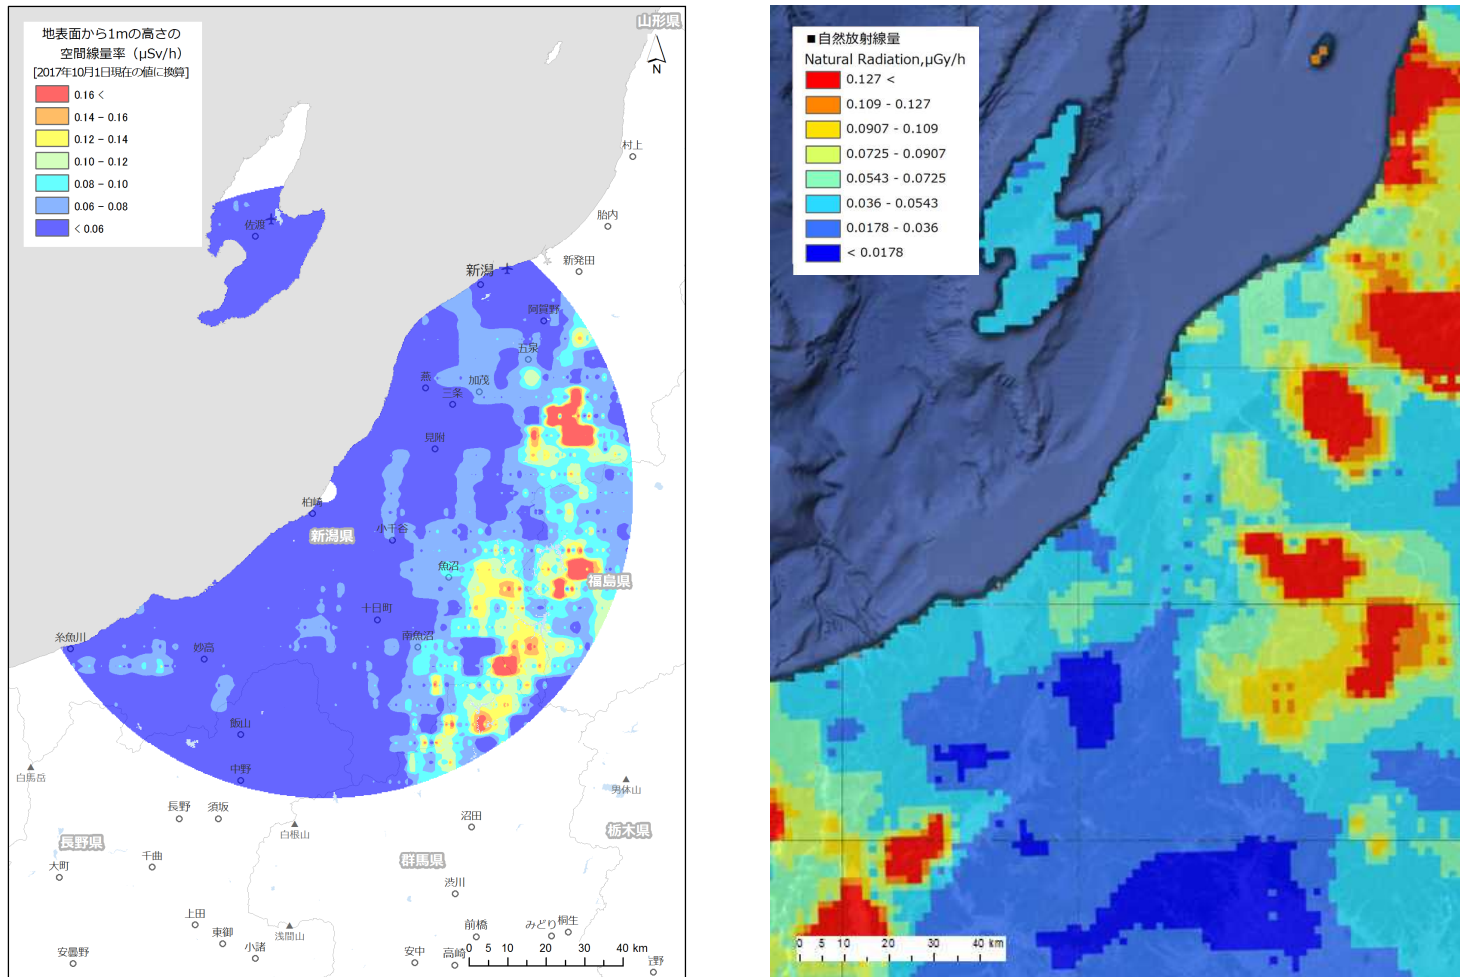 地表面から1mの高さの
空間線量率（μSv/h）
[2017年10月1日現在の値に換算]
0.16 <
0.14 – 0.16
0.12 – 0.14
0.10 – 0.12
0.08 – 0.10
0.06 – 0.08
< 0.06
山形県
N
村上
胎内
佐渡
新発田
新潟
阿賀野
五泉
燕
加茂
三条
見附
柏崎
新潟県
小千谷
魚沼
福島県
十日町
糸魚川
妙高
南魚沼
飯山
中野
白馬岳
男体山
長野
須坂
白根山
沼田
栃木県
長野県
群馬県
大町
千曲
渋川
上田
東御
浅間山
前橋
みどり
桐生
安曇野
小諸
安中
高崎
0 5 10 20 30 40 km
■自然放射線量
Natural Radiation,μGy/h
0.127 <
0.109 - 0.127
0.0907 - 0.109
0.0725 - 0.0907
0.0543 - 0.0725
0.036 - 0.0543
0.0178 - 0.036
< 0.0178
0 5 10 20 30 40 km